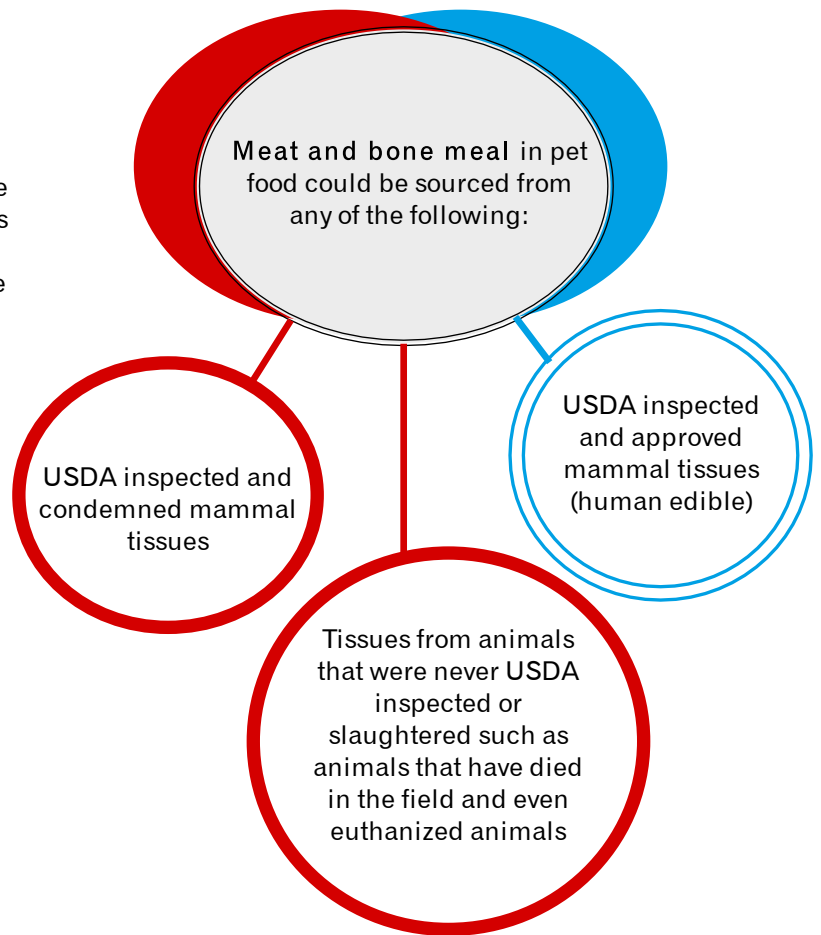 Meat and bone meal in pet
food could be sourced from
any of the following:
e
s
e
USDA inspected and
condemned mammal
tissues
USDA inspected
and approved
mammal tissues
(human edible)
Tissues from animals
that were never USDA
inspected or
slaughtered such as
animals that have died
in the field and even
euthanized animals